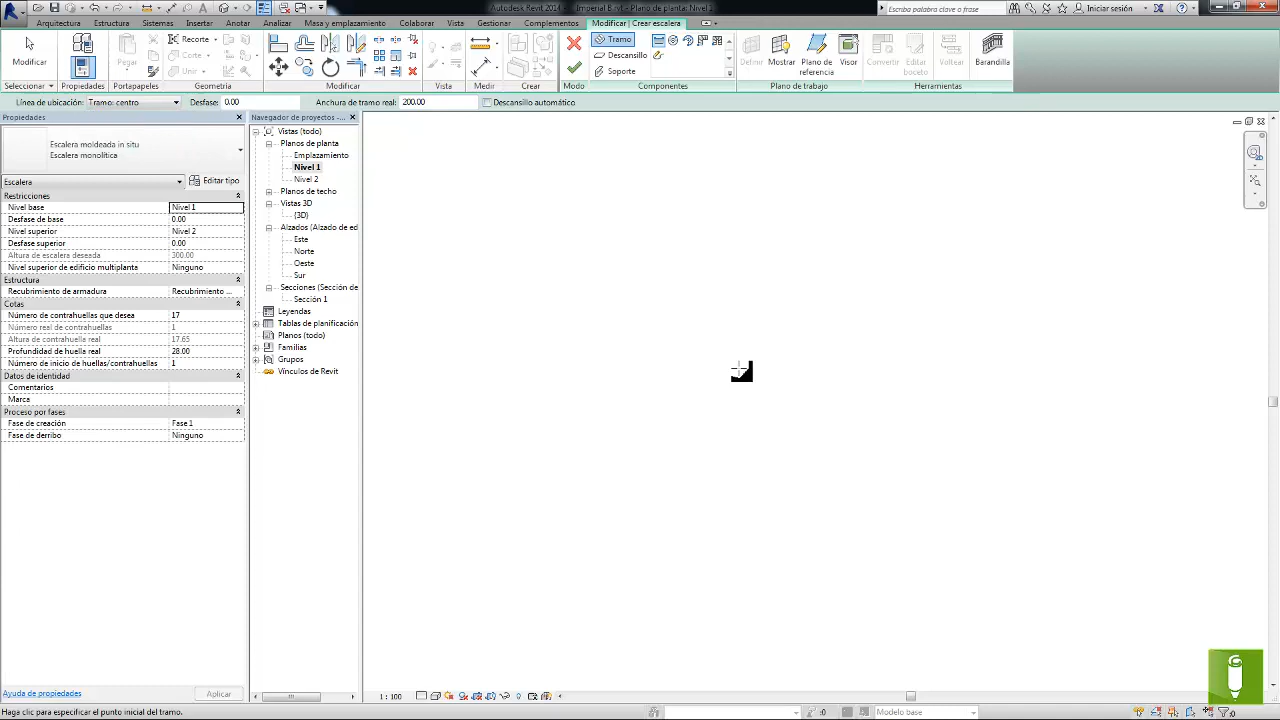 Autodesk Revit 2014 - Imperial B.rvt - Plano de planta: Nivel 1
Escriba palabra clave o frase
Iniciar sesión
Arquitectura Estructura Sistemas Insertar Anotar Analizar Masa y emplazamiento Colaborar Vista Gestionar Complementos Modificar | Crear escalera
Modificar
Pegar
Recorte
Corte
Unir
Tramo
Descansillo
Soporte
Definir Mostrar Plano de referencia Visor
Convertir Editar boceto Voltear Barandilla
Seleccionar Propiedades Portapapeles Geometría Modificar Vista Medir Crear Modo Componentes Plano de trabajo Herramientas
Línea de ubicación: Tramo: centro Desfase: 0.00 Anchura de tramo real: 200.00 Descansillo automático
Propiedades
Escalera moldeada in situ
Escalera monolítica
Escalera Editar tipo
Restricciones
Nivel base Nivel 1
Desfase de base 0.00
Nivel superior Nivel 2
Desfase superior 0.00
Altura de escalera deseada 300.00
Nivel superior de edificio multiplanta Ninguno
Estructura
Recubrimiento de armadura Recubrimiento ...
Cotas
Número de contrahuellas que desea 17
Número real de contrahuellas 1
Altura de contrahuella real 17.65
Profundidad de huella real 28.00
Número de inicio de huellas/contrahuellas 1
Datos de identidad
Comentarios
Marca
Proceso por fases
Fase de creación Fase 1
Fase de derribo Ninguno
Ayuda de propiedades Aplicar
Navegador de proyectos -...
Vistas (todo)
Planos de planta
Emplazamiento
Nivel 1
Nivel 2
Planos de techo
Vistas 3D
{3D}
Alzados (Alzado de ed
Este
Norte
Oeste
Sur
Secciones (Sección de
Sección 1
Leyendas
Tablas de planificación
Planos (todo)
Familias
Grupos
Vínculos de Revit
1 : 100
Haga clic para especificar el punto inicial del tramo.
:0
Modelo base
:0